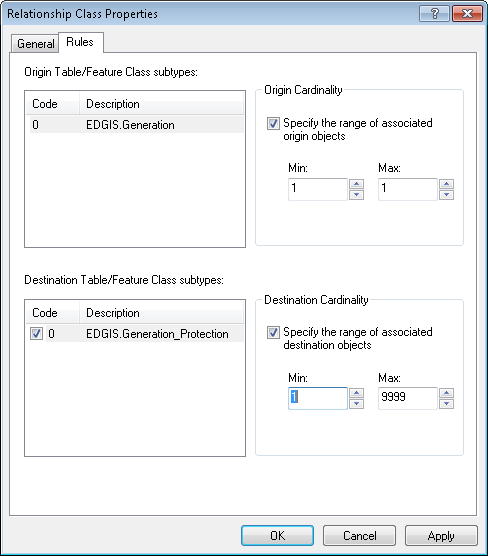 Relationship Class Properties
?
General Rules
Origin Table/Feature Class subtypes:
Code Description
0 EDGIS.Generation
Origin Cardinality
Specify the range of associated
origin objects
Min: Max:
1 1
Destination Table/Feature Class subtypes:
Code Description
0 EDGIS.Generation_Protection
Destination Cardinality
Specify the range of associated
destination objects
Min: Max:
1 9999
OK Cancel Apply